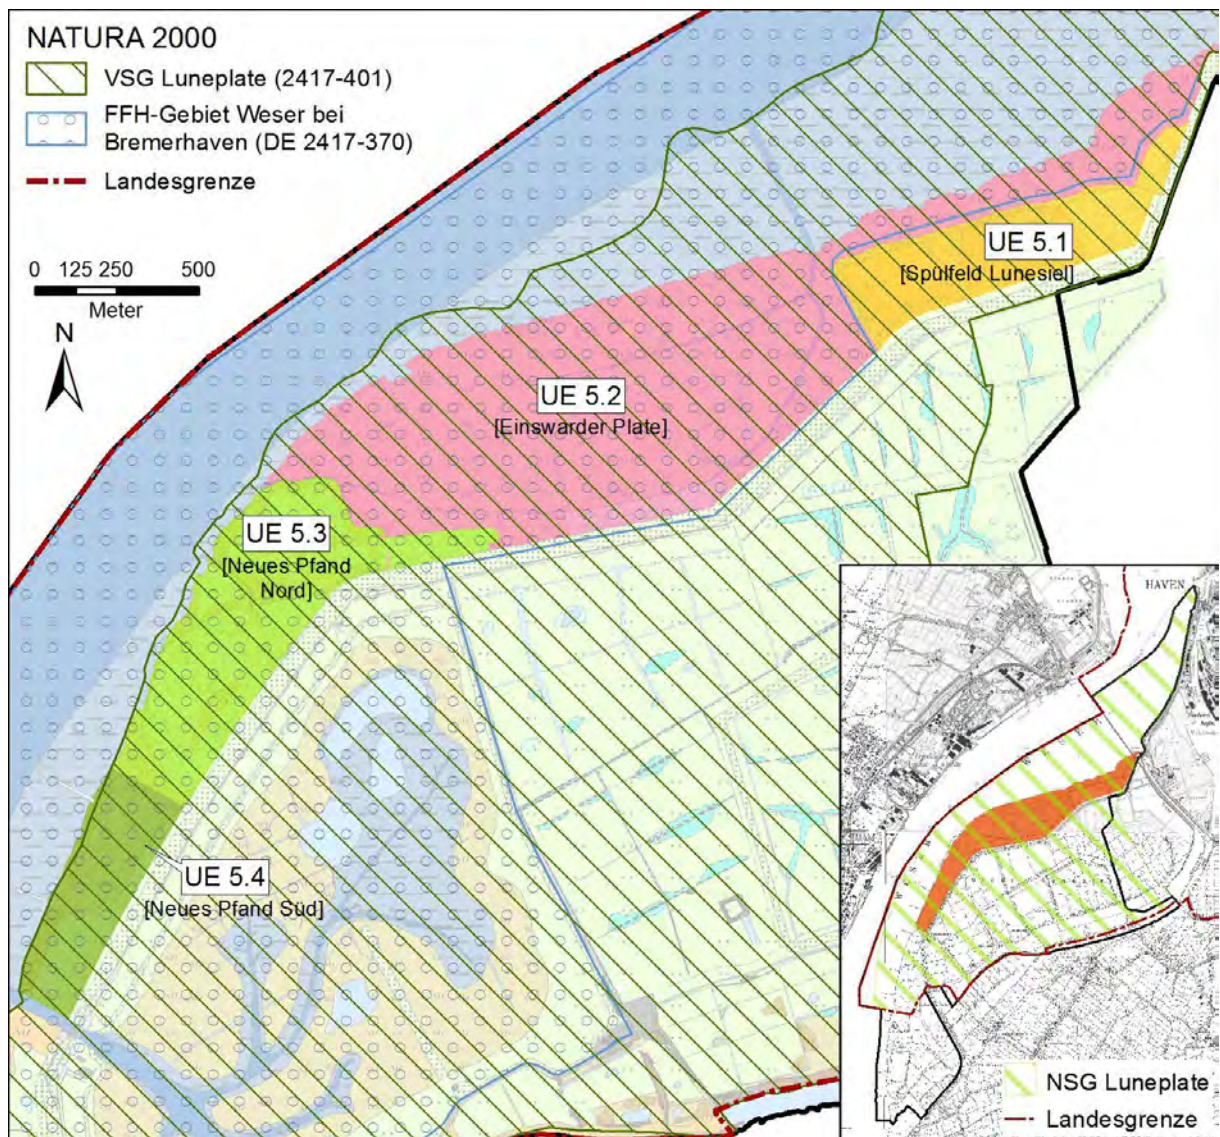 NATURA 2000
VSG Luneplate (2417-401)
FFH-Gebiet Weser bei
Bremerhaven (DE 2417-370)
Landesgrenze
0 125 250 500
Meter
N
UE 5.1
[Spülfeld Lunesiel]
UE 5.2
[Einswarder Plate]
UE 5.3
[Neues Pfand
Nord]
UE 5.4
[Neues Pfand Süd]
HAVEN
NSG Luneplate
Landesgrenze